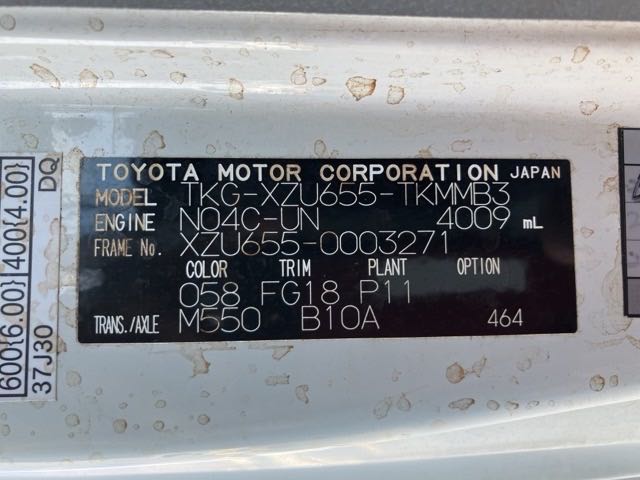 TOYOTA MOTOR CORPORATION JAPAN
MODEL TKG-XZU655-TKMMB3
ENGINE N04C-UN 4009 mL
FRAME No. XZU655-0003271
COLOR TRIM PLANT OPTION
058 FG18 P11
TRANS./AXLE M550 B10A 464
600{6.00} 400{4.00}
37J30 DQ